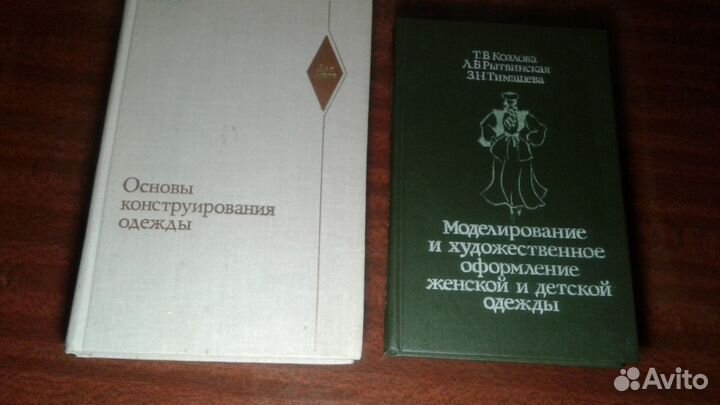 Основы
конструирования
одежды
Т.В Козлова
Л.Б Рытвинская
З.Н Тимашева
Моделирование
и художественное
оформление
женской и детской
одежды
Avito